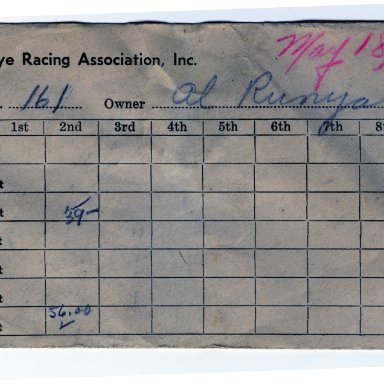 ye Racing Association, Inc.
May 18
161 Owner Al Runya
1st 2nd 3rd 4th 5th 6th 7th 8
t
t
39-
t
t
t
56.00
t